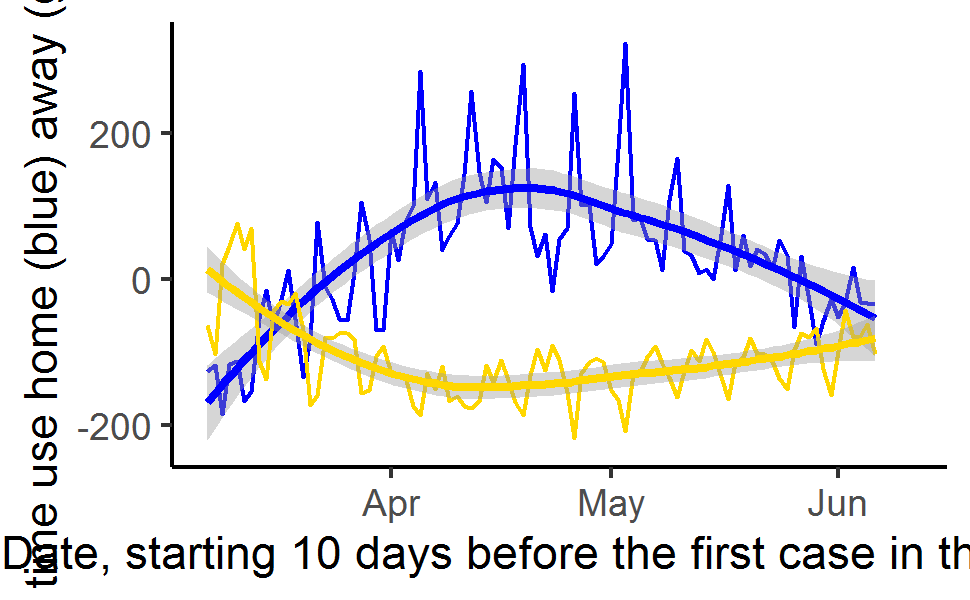 time use home (blue) away (
200
0
-200
Apr May Jun
Date, starting 10 days before the first case in th